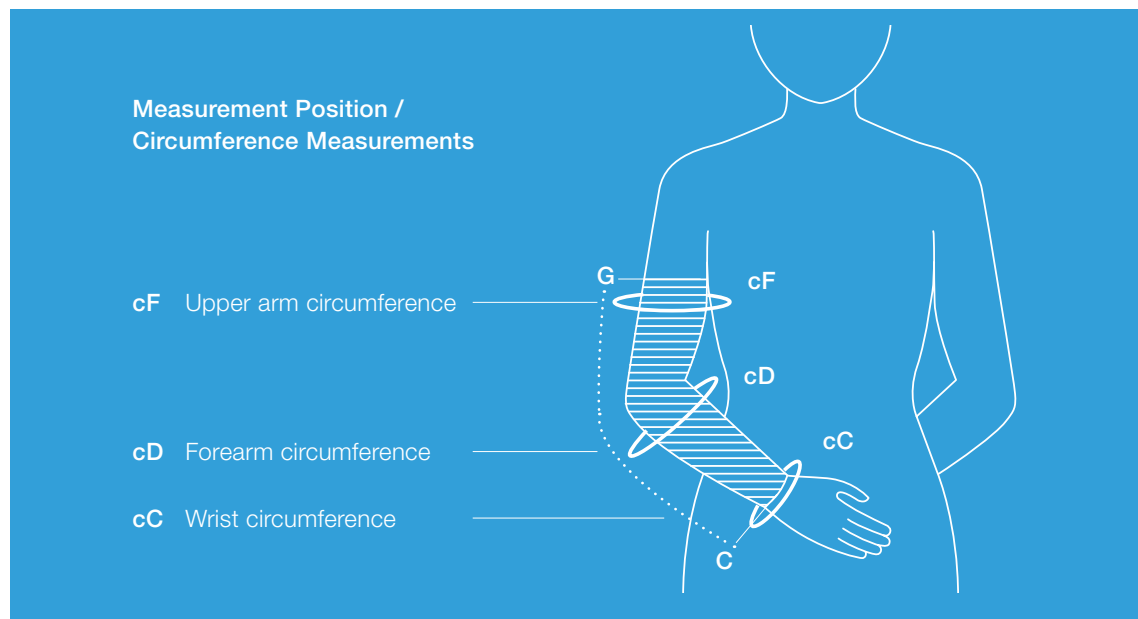 Measurement Position /
Circumference Measurements
G
cF
cF Upper arm circumference
cD
cC
cD Forearm circumference
cC Wrist circumference
C